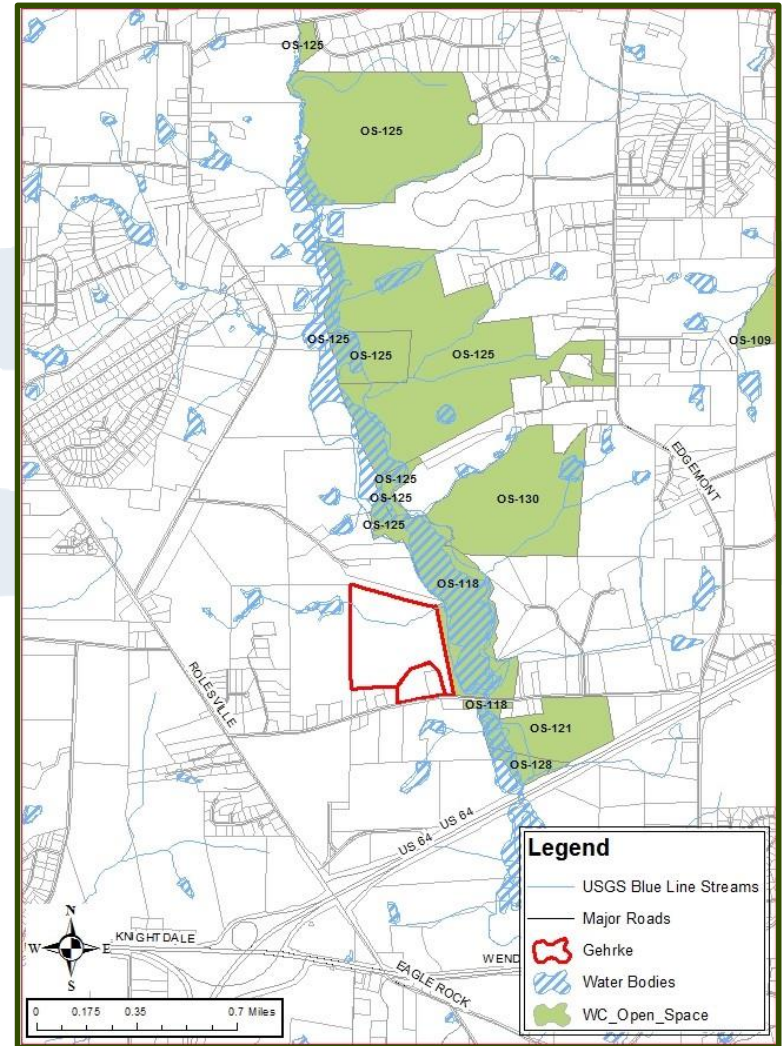 OS-125
OS-125
OS-125
OS-125
OS-125
OS-109
OS-125
OS-125
OS-125
OS-130
EDGEMONT
OS-118
ROLESVILLE
OS-118
OS-121
OS-128
US 64
US 64
KNIGHTDALE
WEND
EAGLE ROCK
N
W
E
S
0 0.175 0.35 0.7 Miles
Legend
USGS Blue Line Streams
Major Roads
Gehrke
Water Bodies
WC_Open_Space